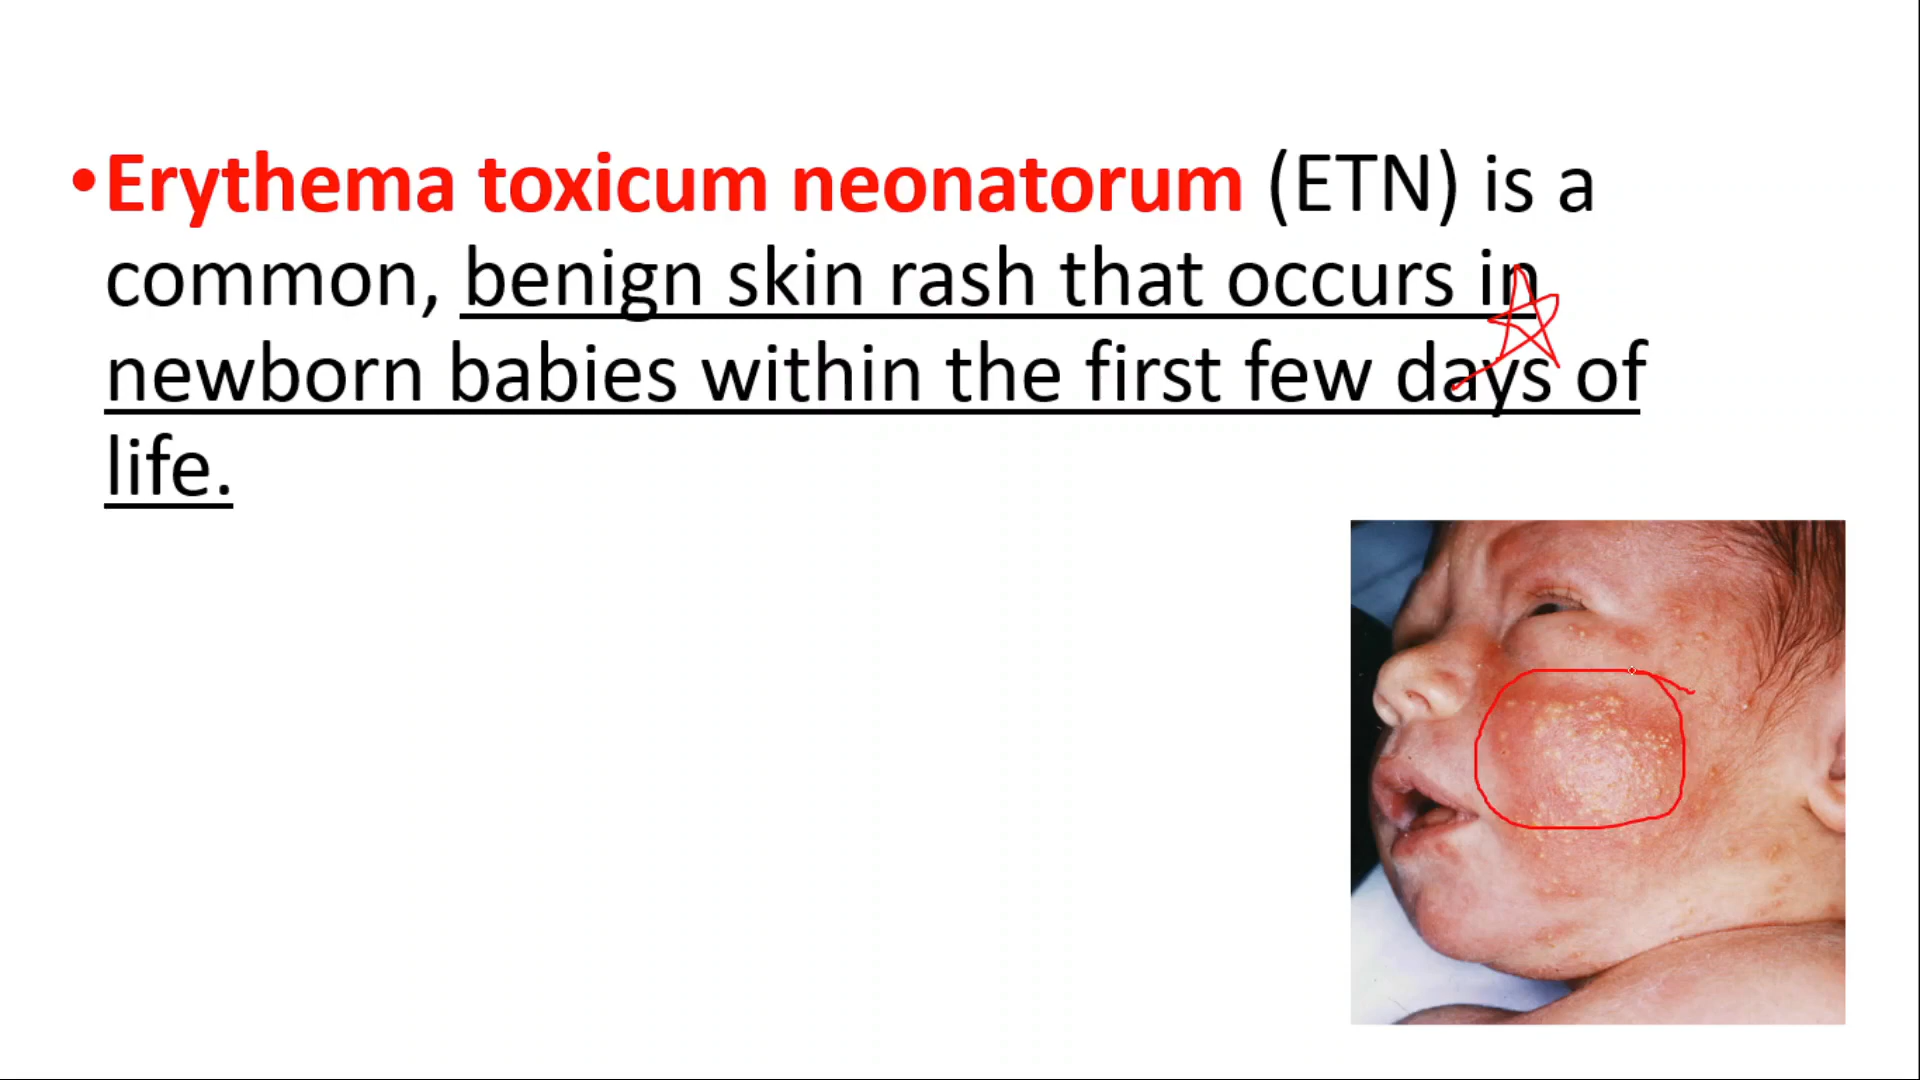 •Erythema toxicum neonatorum (ETN) is a
common, benign skin rash that occurs in
newborn babies within the first few days of
life.